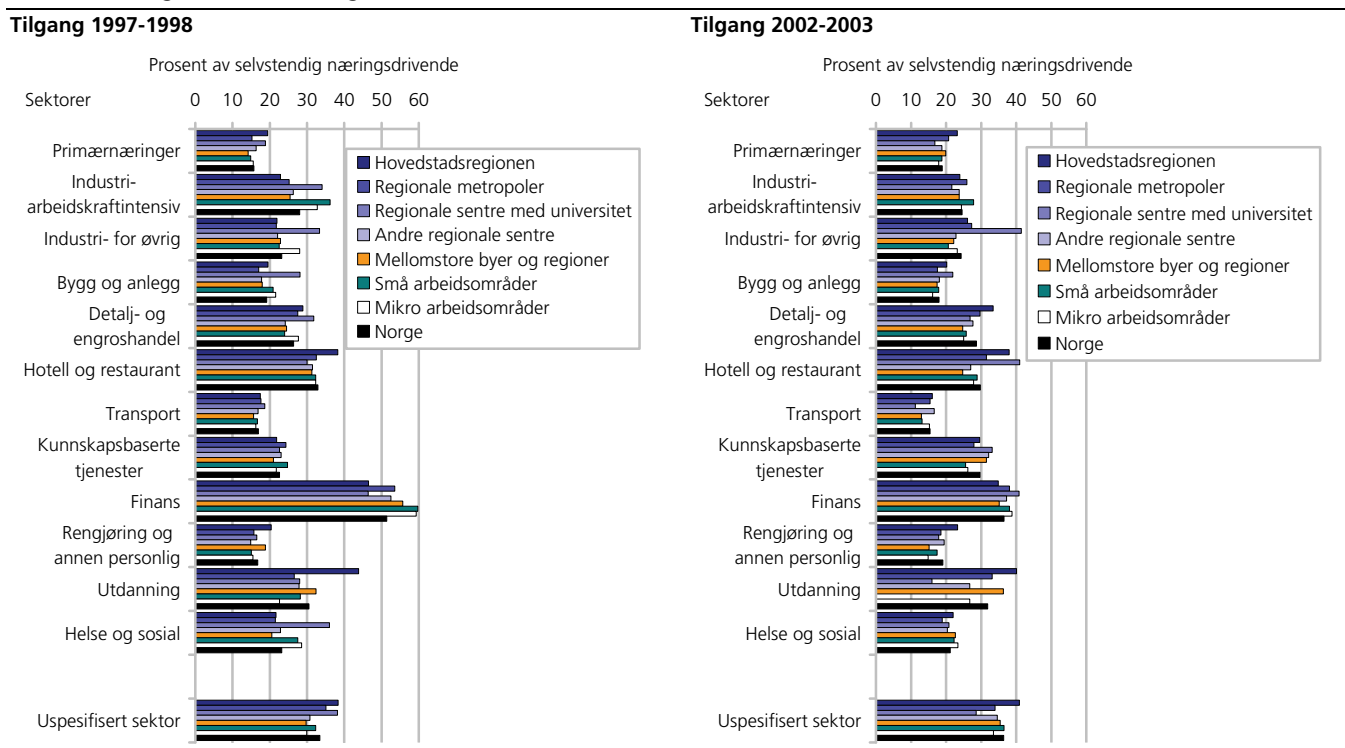 Tilgang 1997-1998
Prosent av selvstendig næringsdrivende
Sektorer
0 10 20 30 40 50 60
Primærnæringer
Industri-
arbeidskraftintensiv
Industri- for øvrig
Bygg og anlegg
Detalj- og
engroshandel
Hotell og restaurant
Transport
Kunnskapsbaserte
tjenester
Finans
Rengjøring og
annen personlig
Utdanning
Helse og sosial
Uspesifisert sektor
Hovedstadsregionen
Regionale metropoler
Regionale sentre med universitet
Andre regionale sentre
Mellomstore byer og regioner
Små arbeidsområder
Mikro arbeidsområder
Norge
Tilgang 2002-2003
Prosent av selvstendig næringsdrivende
Sektorer
0 10 20 30 40 50 60
Primærnæringer
Industri-
arbeidskraftintensiv
Industri- for øvrig
Bygg og anlegg
Detalj- og
engroshandel
Hotell og restaurant
Transport
Kunnskapsbaserte
tjenester
Finans
Rengjøring og
annen personlig
Utdanning
Helse og sosial
Uspesifisert sektor
Hovedstadsregionen
Regionale metropoler
Regionale sentre med universitet
Andre regionale sentre
Mellomstore byer og regioner
Små arbeidsområder
Mikro arbeidsområder
Norge